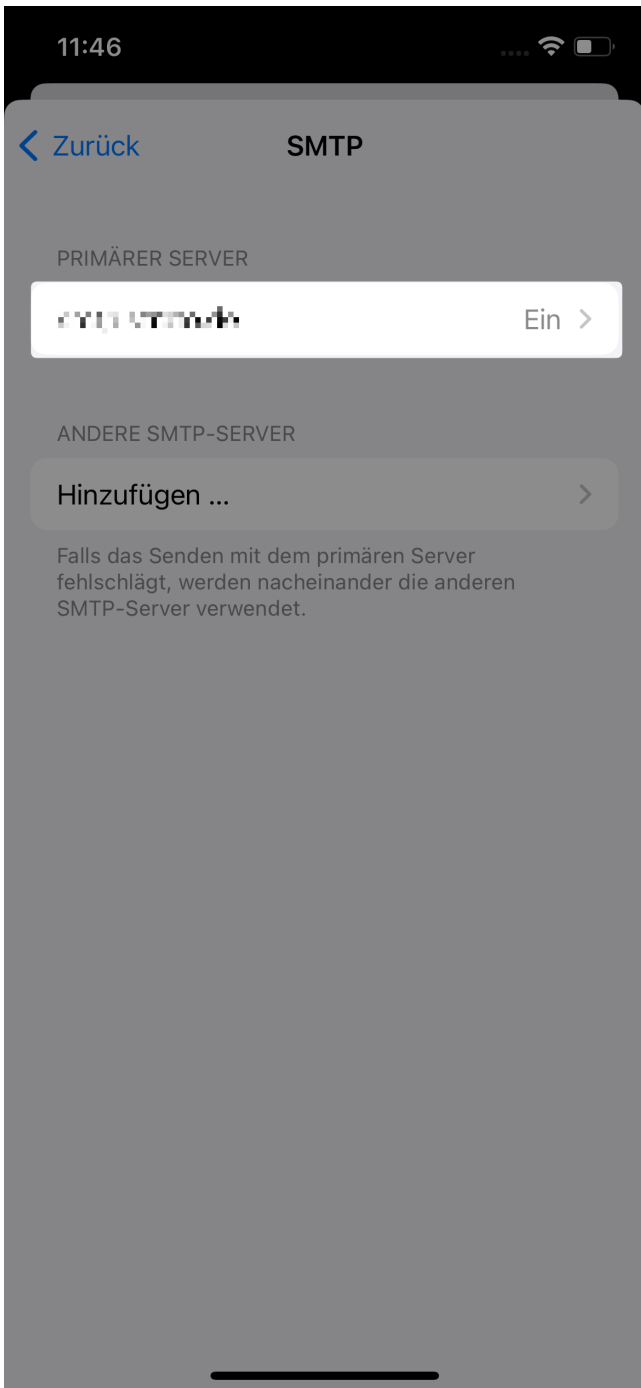 11:46
Zurück
SMTP
PRIMÄRER SERVER
Ein
ANDERE SMTP-SERVER
Hinzufügen ...
Falls das Senden mit dem primären Server
fehlschlägt, werden nacheinander die anderen
SMTP-Server verwendet.